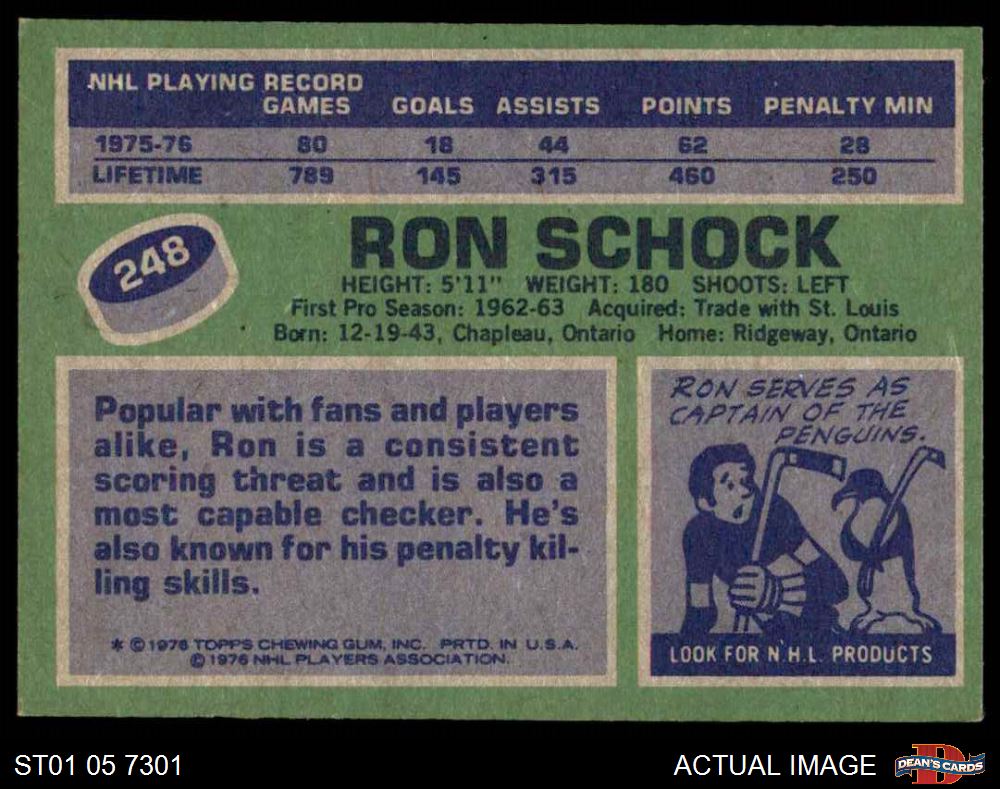 NHL PLAYING RECORD
GAMES GOALS ASSISTS POINTS PENALTY MIN
1975-76 80 18 44 62 28
LIFETIME 789 145 315 460 250
248
RON SCHOCK
HEIGHT: 5'11" WEIGHT: 180 SHOOTS: LEFT
First Pro Season: 1962-63 Acquired: Trade with St. Louis
Born: 12-19-43, Chapleau, Ontario Home: Ridgeway, Ontario
Popular with fans and players
alike, Ron is a consistent
scoring threat and is also a
most capable checker. He's
also known for his penalty kil-
ling skills.
* © 1976 TOPPS CHEWING GUM, INC. PRTD. IN U.S.A.
© 1976 NHL PLAYERS ASSOCIATION.
RON SERVES AS
CAPTAIN OF THE
PENGUINS.
LOOK FOR N.H.L. PRODUCTS
ST01 05 7301
ACTUAL IMAGE
D
DEAN'S CARDS